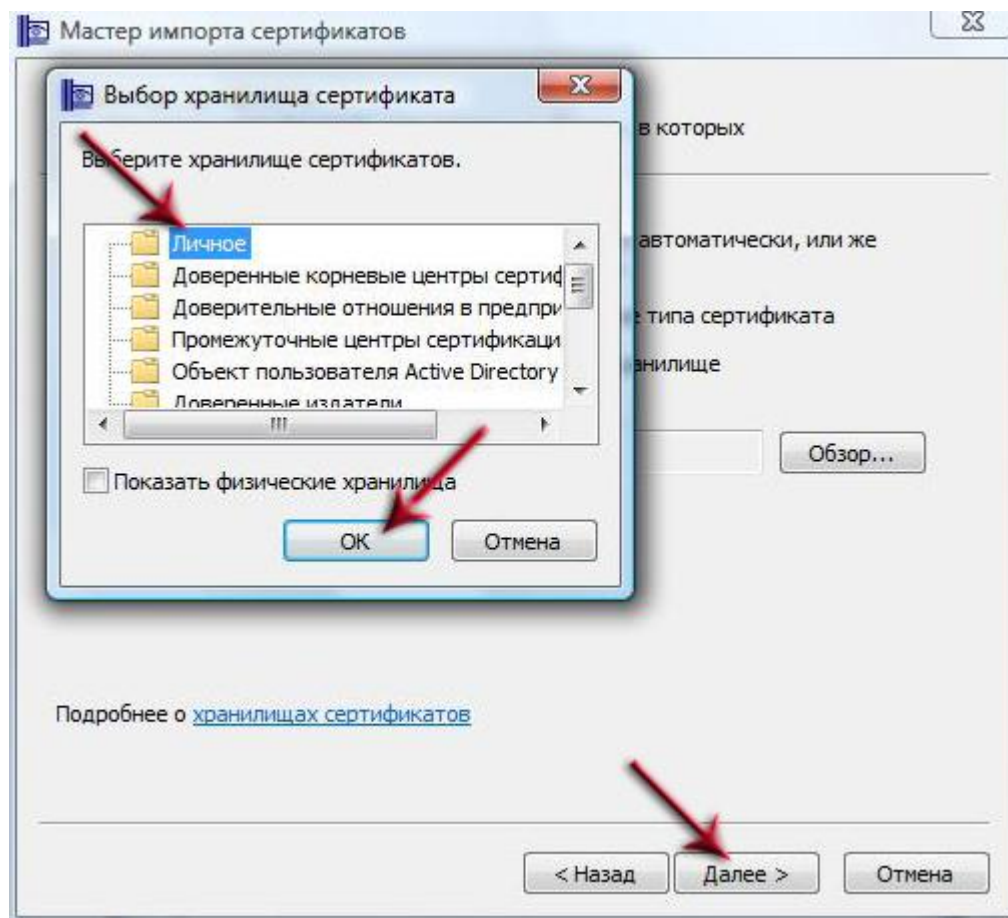 Мастер импорта сертификатов
Выбор хранилища сертификата
в которых
Выберите хранилище сертификатов.
автоматически, или же
Личное
Доверенные корневые центры сертиф
Доверительные отношения в предпри
типа сертификата
Промежуточные центры сертификаци
Объект пользователя Active Directory
Доверенные издатели
Обзор...
Показать физические хранилища
ОК
Отмена
Подробнее о хранилищах сертификатов
< Назад
Далее >
Отмена